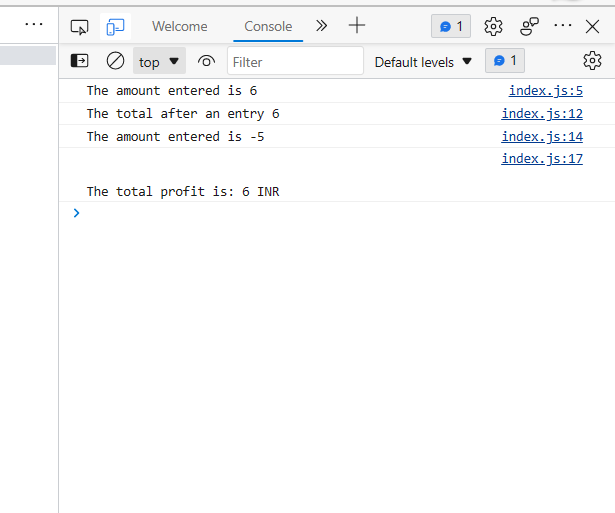 Welcome
Console
1
top
Filter
Default levels
1
The amount entered is 6 index.js:5
The total after an entry 6 index.js:12
The amount entered is -5 index.js:14
index.js:17
The total profit is: 6 INR